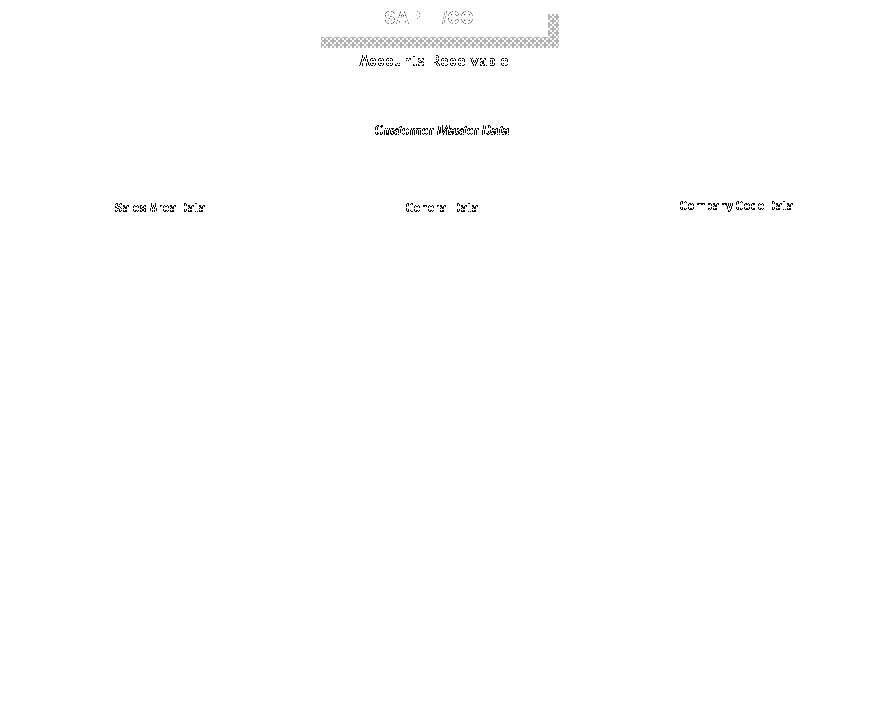 SAP FI/CO
Accounts Receivable
Customer Master Data
Sales Area Data
General Data
Company Code Data